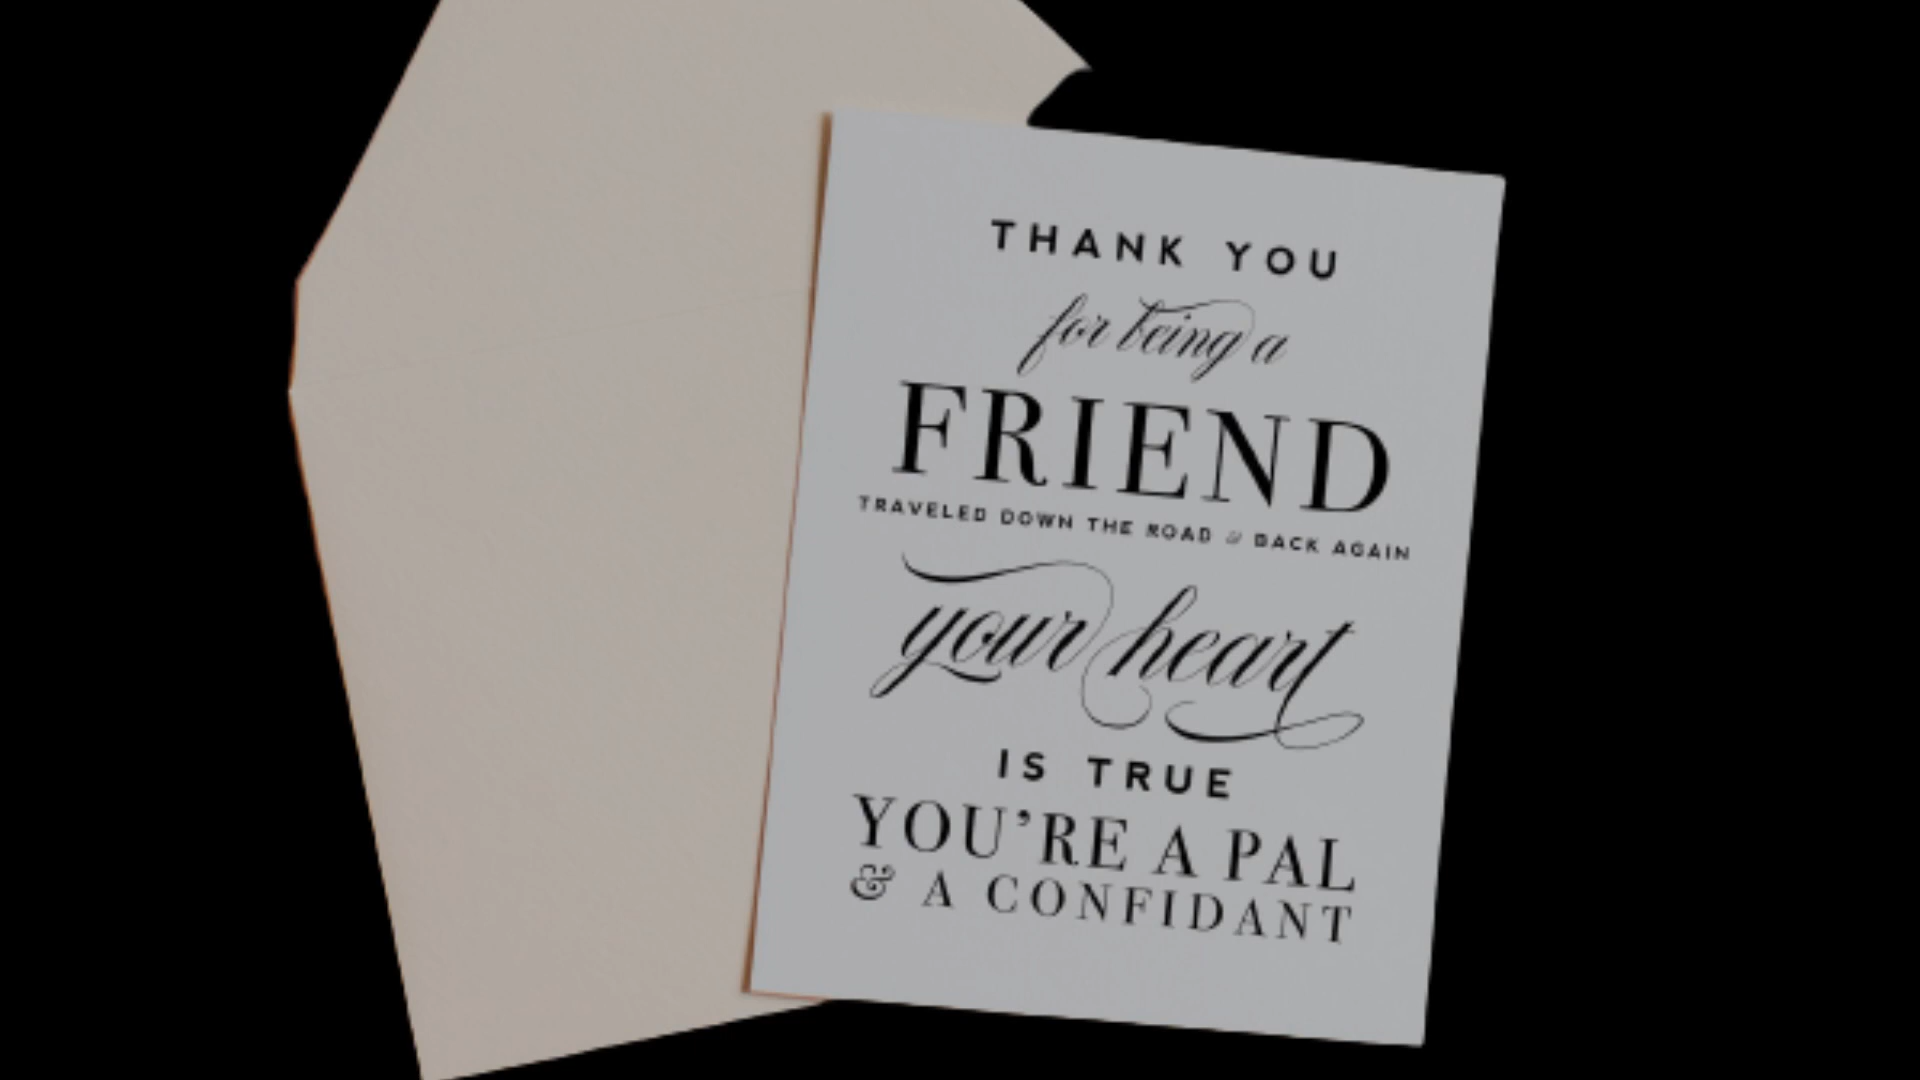 THANK YOU
for being a
FRIEND
TRAVELED DOWN THE ROAD & BACK AGAIN
your heart
IS TRUE
YOU'RE A PAL
& A CONFIDANT